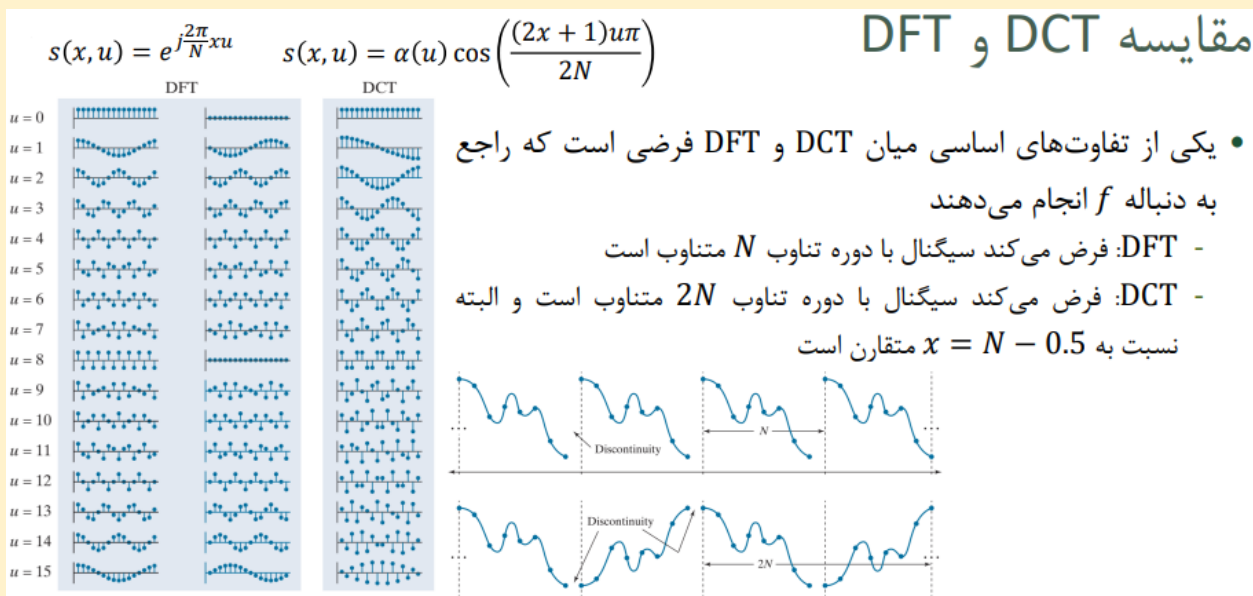 مقایسه DCT و DFT
s(x, u) = e^{j\frac{2π}{N}xu}
s(x, u) = α(u) cos(\frac{(2x + 1)uπ}{2N})
DFT
DCT
u = 0
u = 1
u = 2
u = 3
u = 4
u = 5
u = 6
u = 7
u = 8
u = 9
u = 10
u = 11
u = 12
u = 13
u = 14
u = 15
• یکی از تفاوت‌های اساسی میان DCT و DFT فرضی است که راجع
به دنباله f انجام می‌دهند
- DFT: فرض می‌کند سیگنال با دوره تناوب N متناوب است
- DCT: فرض می‌کند سیگنال با دوره تناوب 2N متناوب است و البته
نسبت به x = N − 0.5 متقارن است
...
N
...
Discontinuity
Discontinuity
...
2N
...